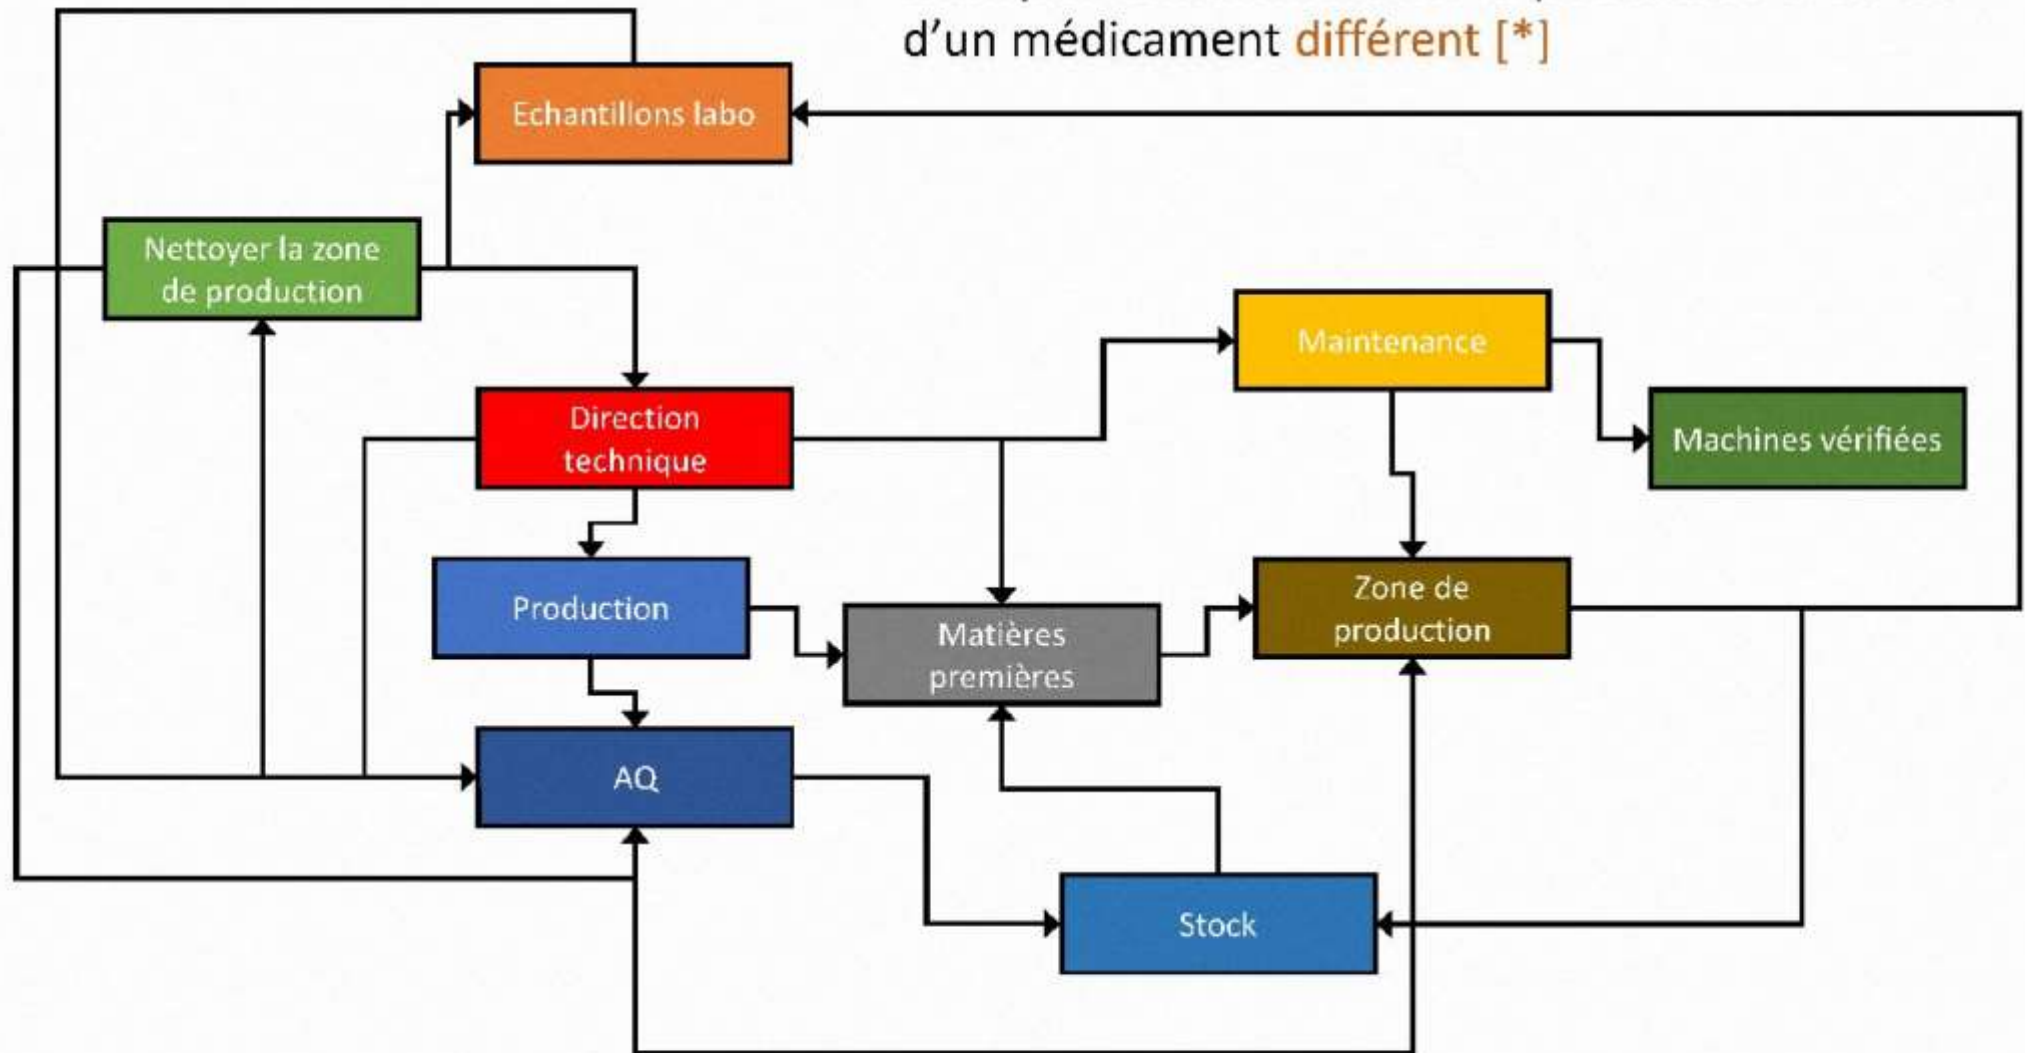 d'un médicament différent [*]
Echantillons labo
Nettoyer la zone
de production
Maintenance
Direction
technique
Machines vérifiées
Production
Zone de
production
Matières
premières
AQ
Stock